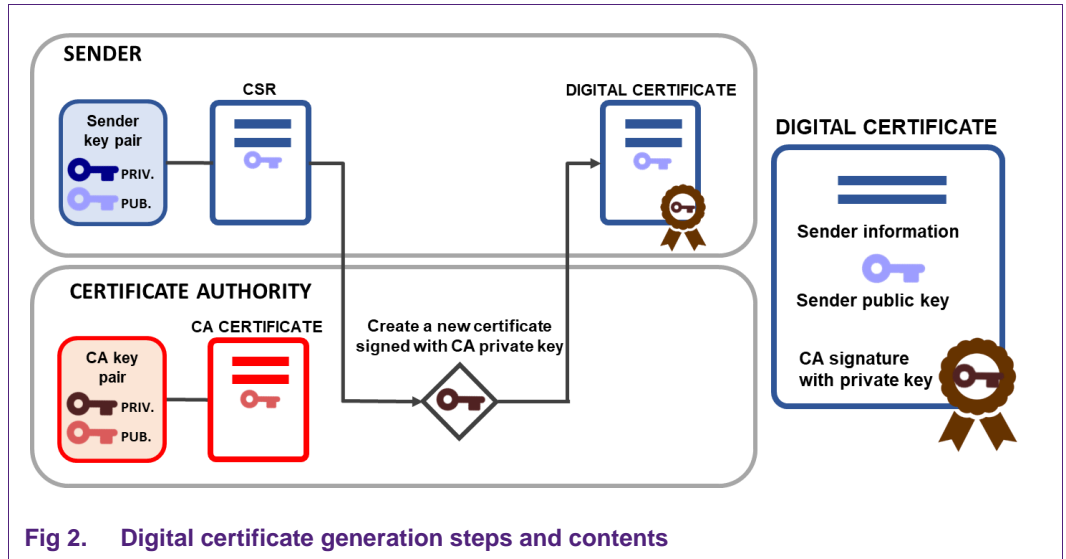 SENDER
CSR
DIGITAL CERTIFICATE
Sender
key pair
PRIV.
PUB.
CERTIFICATE AUTHORITY
CA CERTIFICATE
CA key
pair
PRIV.
PUB.
Create a new certificate
signed with CA private key
DIGITAL CERTIFICATE
Sender information
Sender public key
CA signature
with private key
Fig 2. Digital certificate generation steps and contents